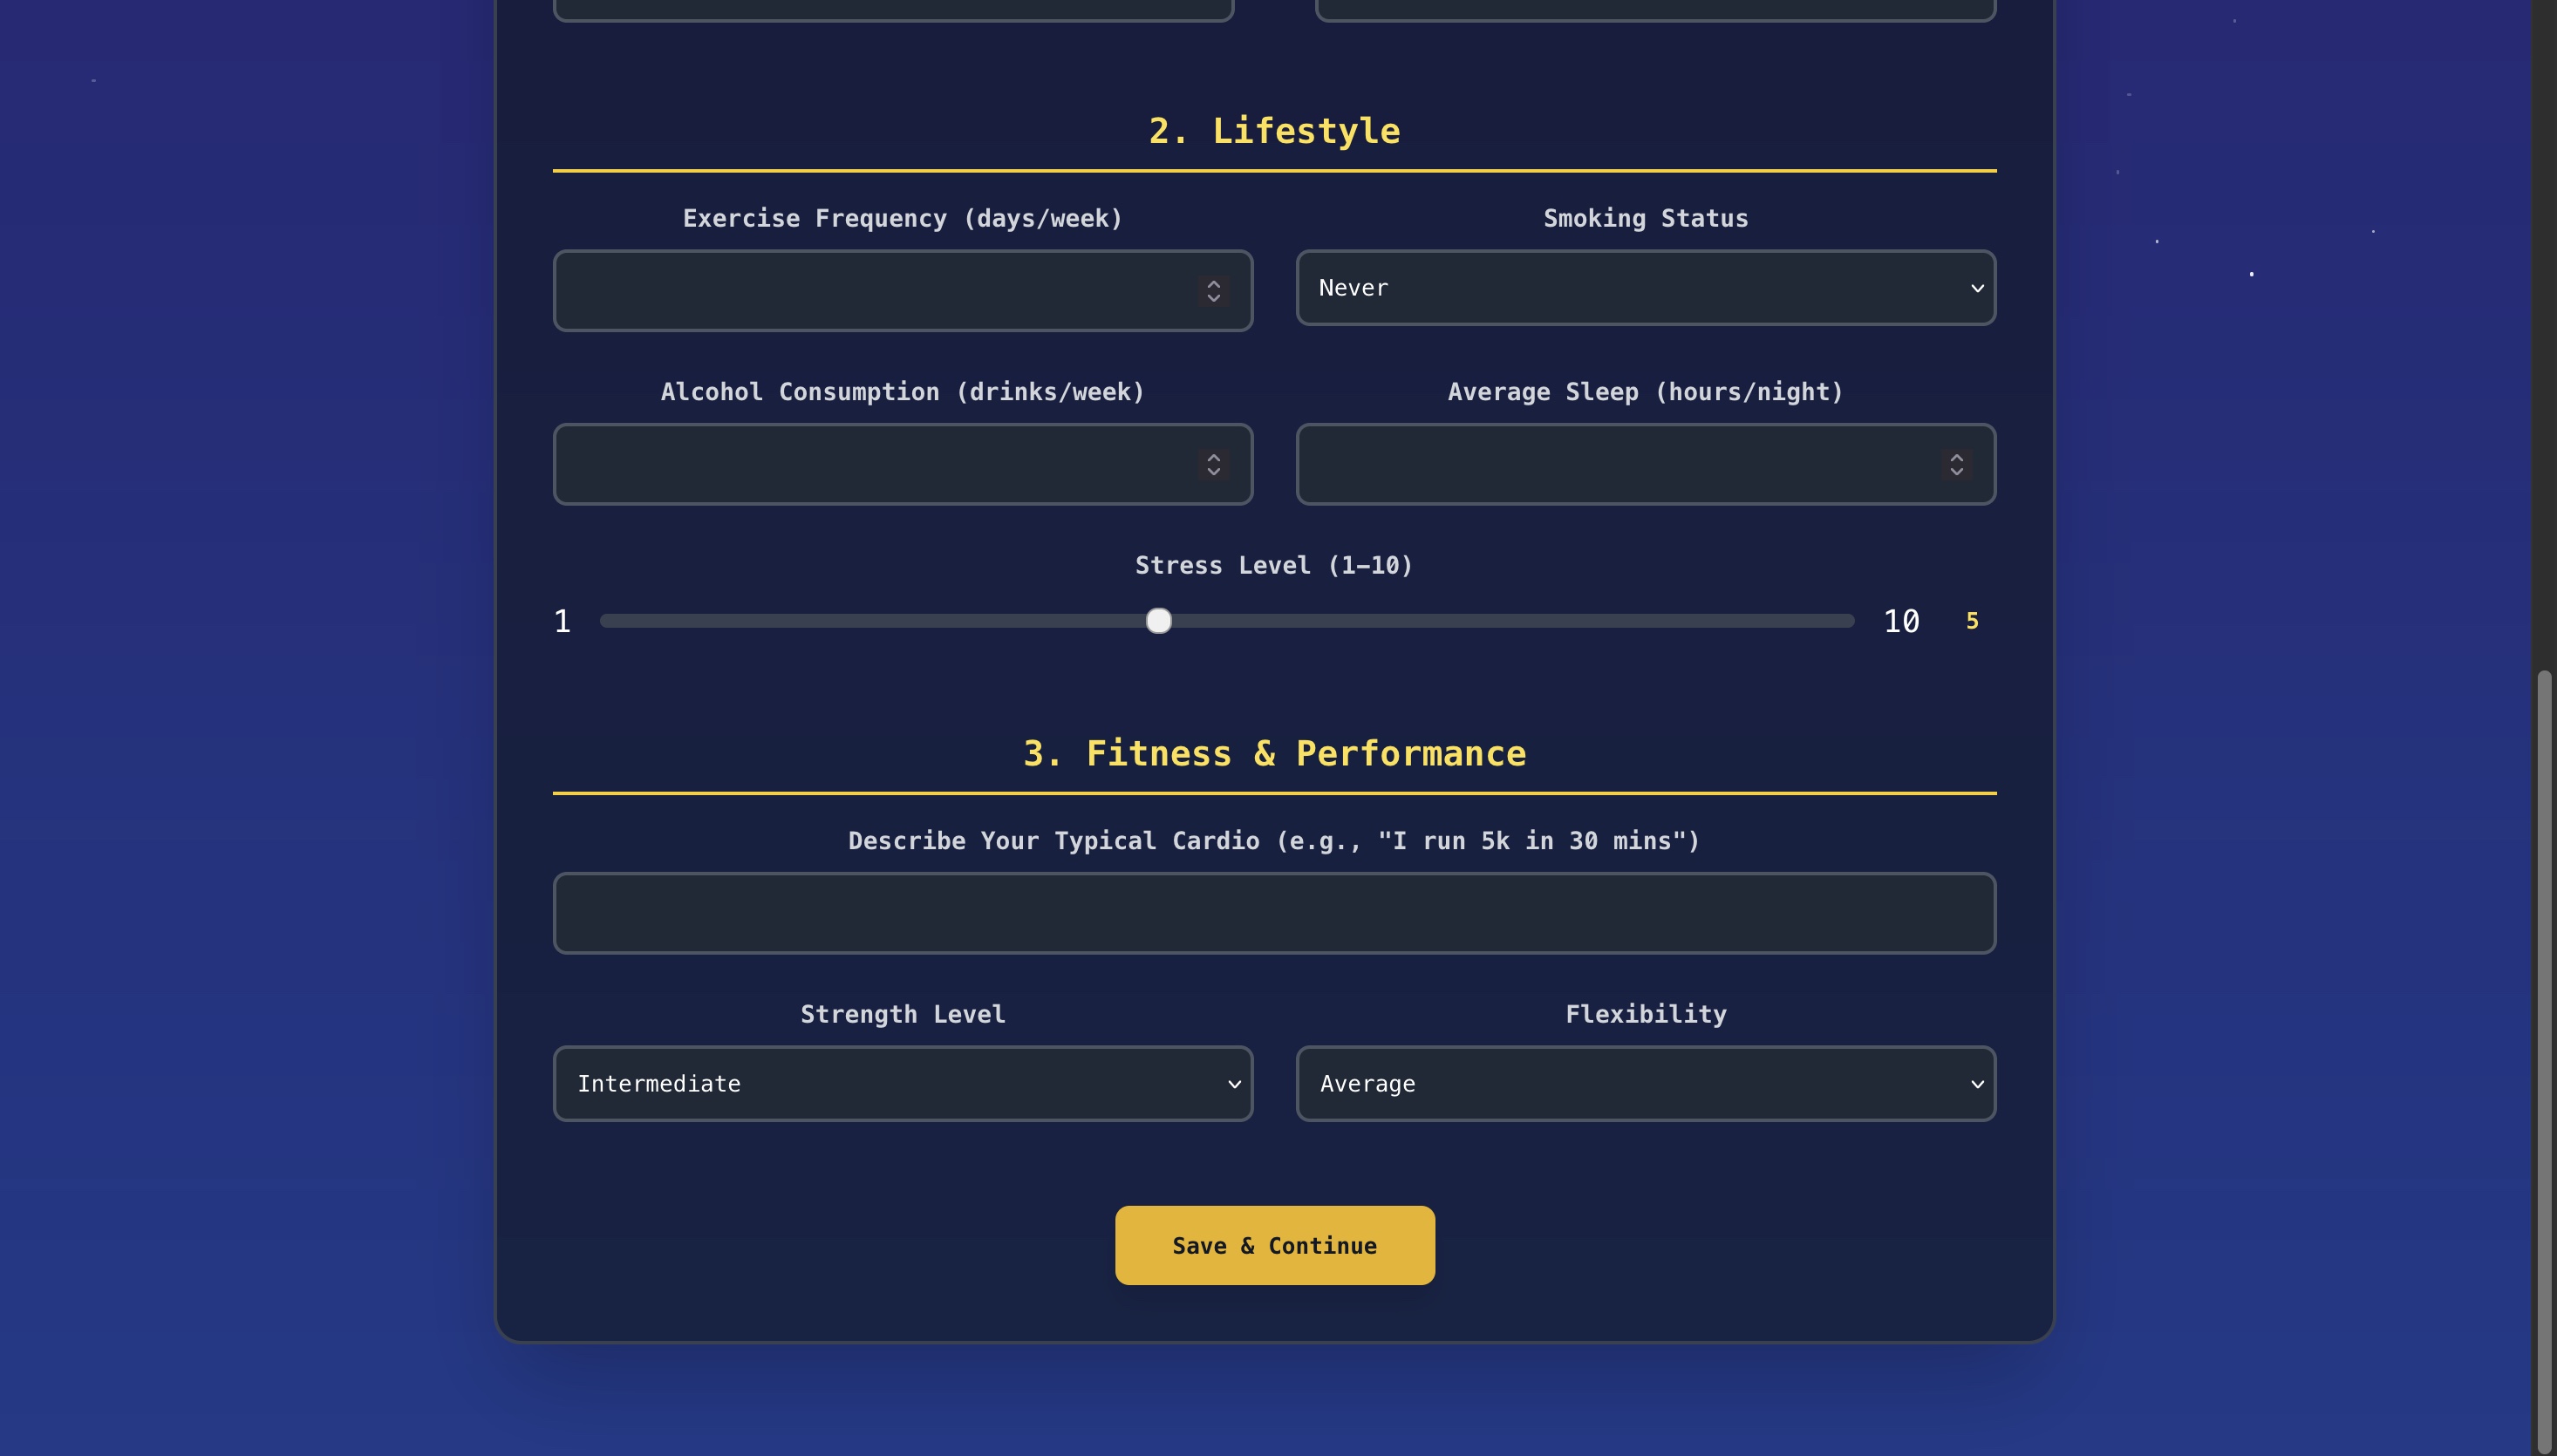 2. Lifestyle
Exercise Frequency (days/week)
Smoking Status
Never
Alcohol Consumption (drinks/week)
Average Sleep (hours/night)
Stress Level (1–10)
1
10
5
3. Fitness & Performance
Describe Your Typical Cardio (e.g., "I run 5k in 30 mins")
Strength Level
Flexibility
Intermediate
Average
Save & Continue